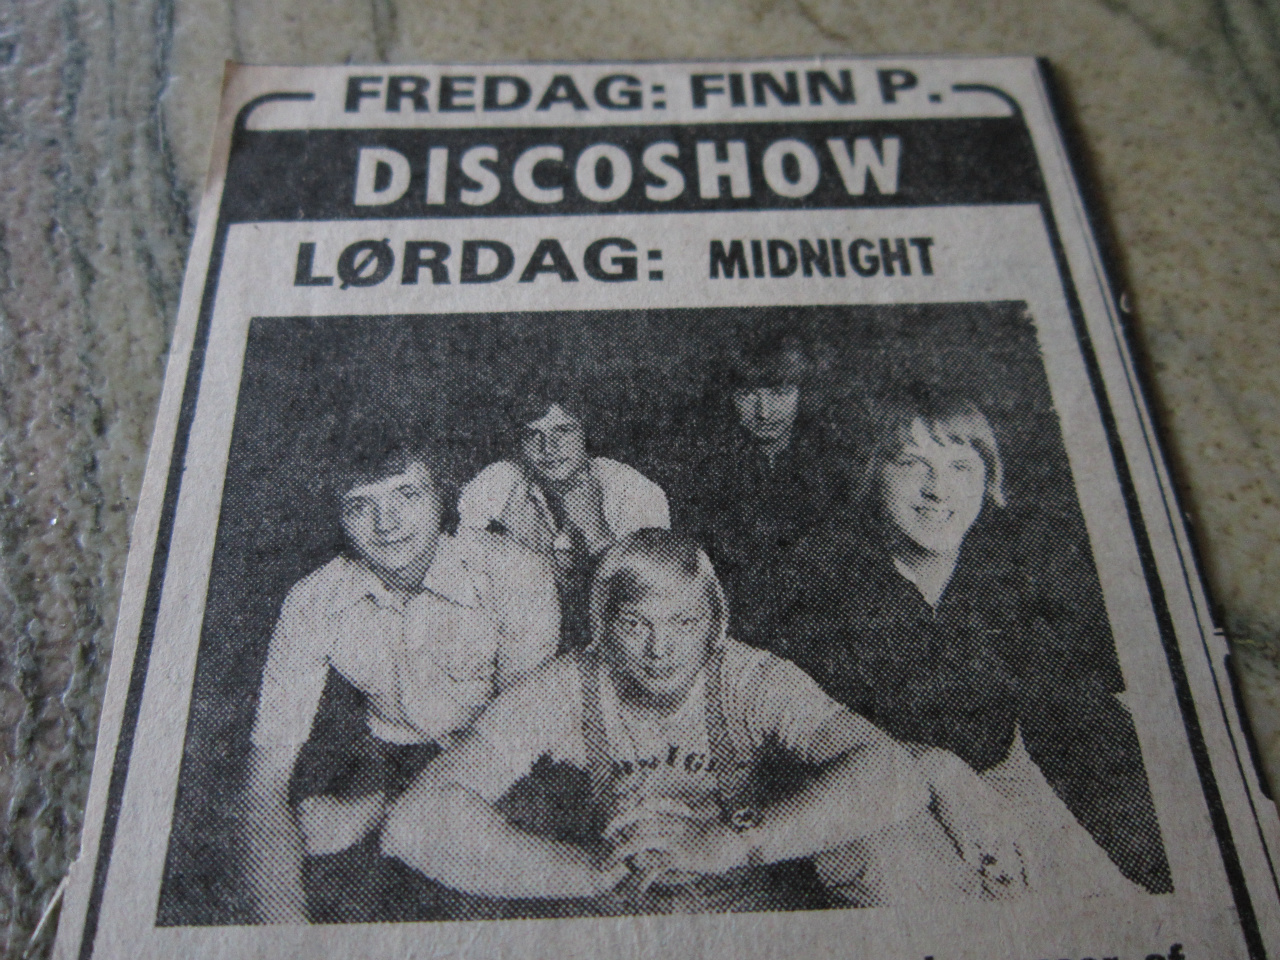 FREDAG: FINN P.
DISCOSHOW
LØRDAG: MIDNIGHT